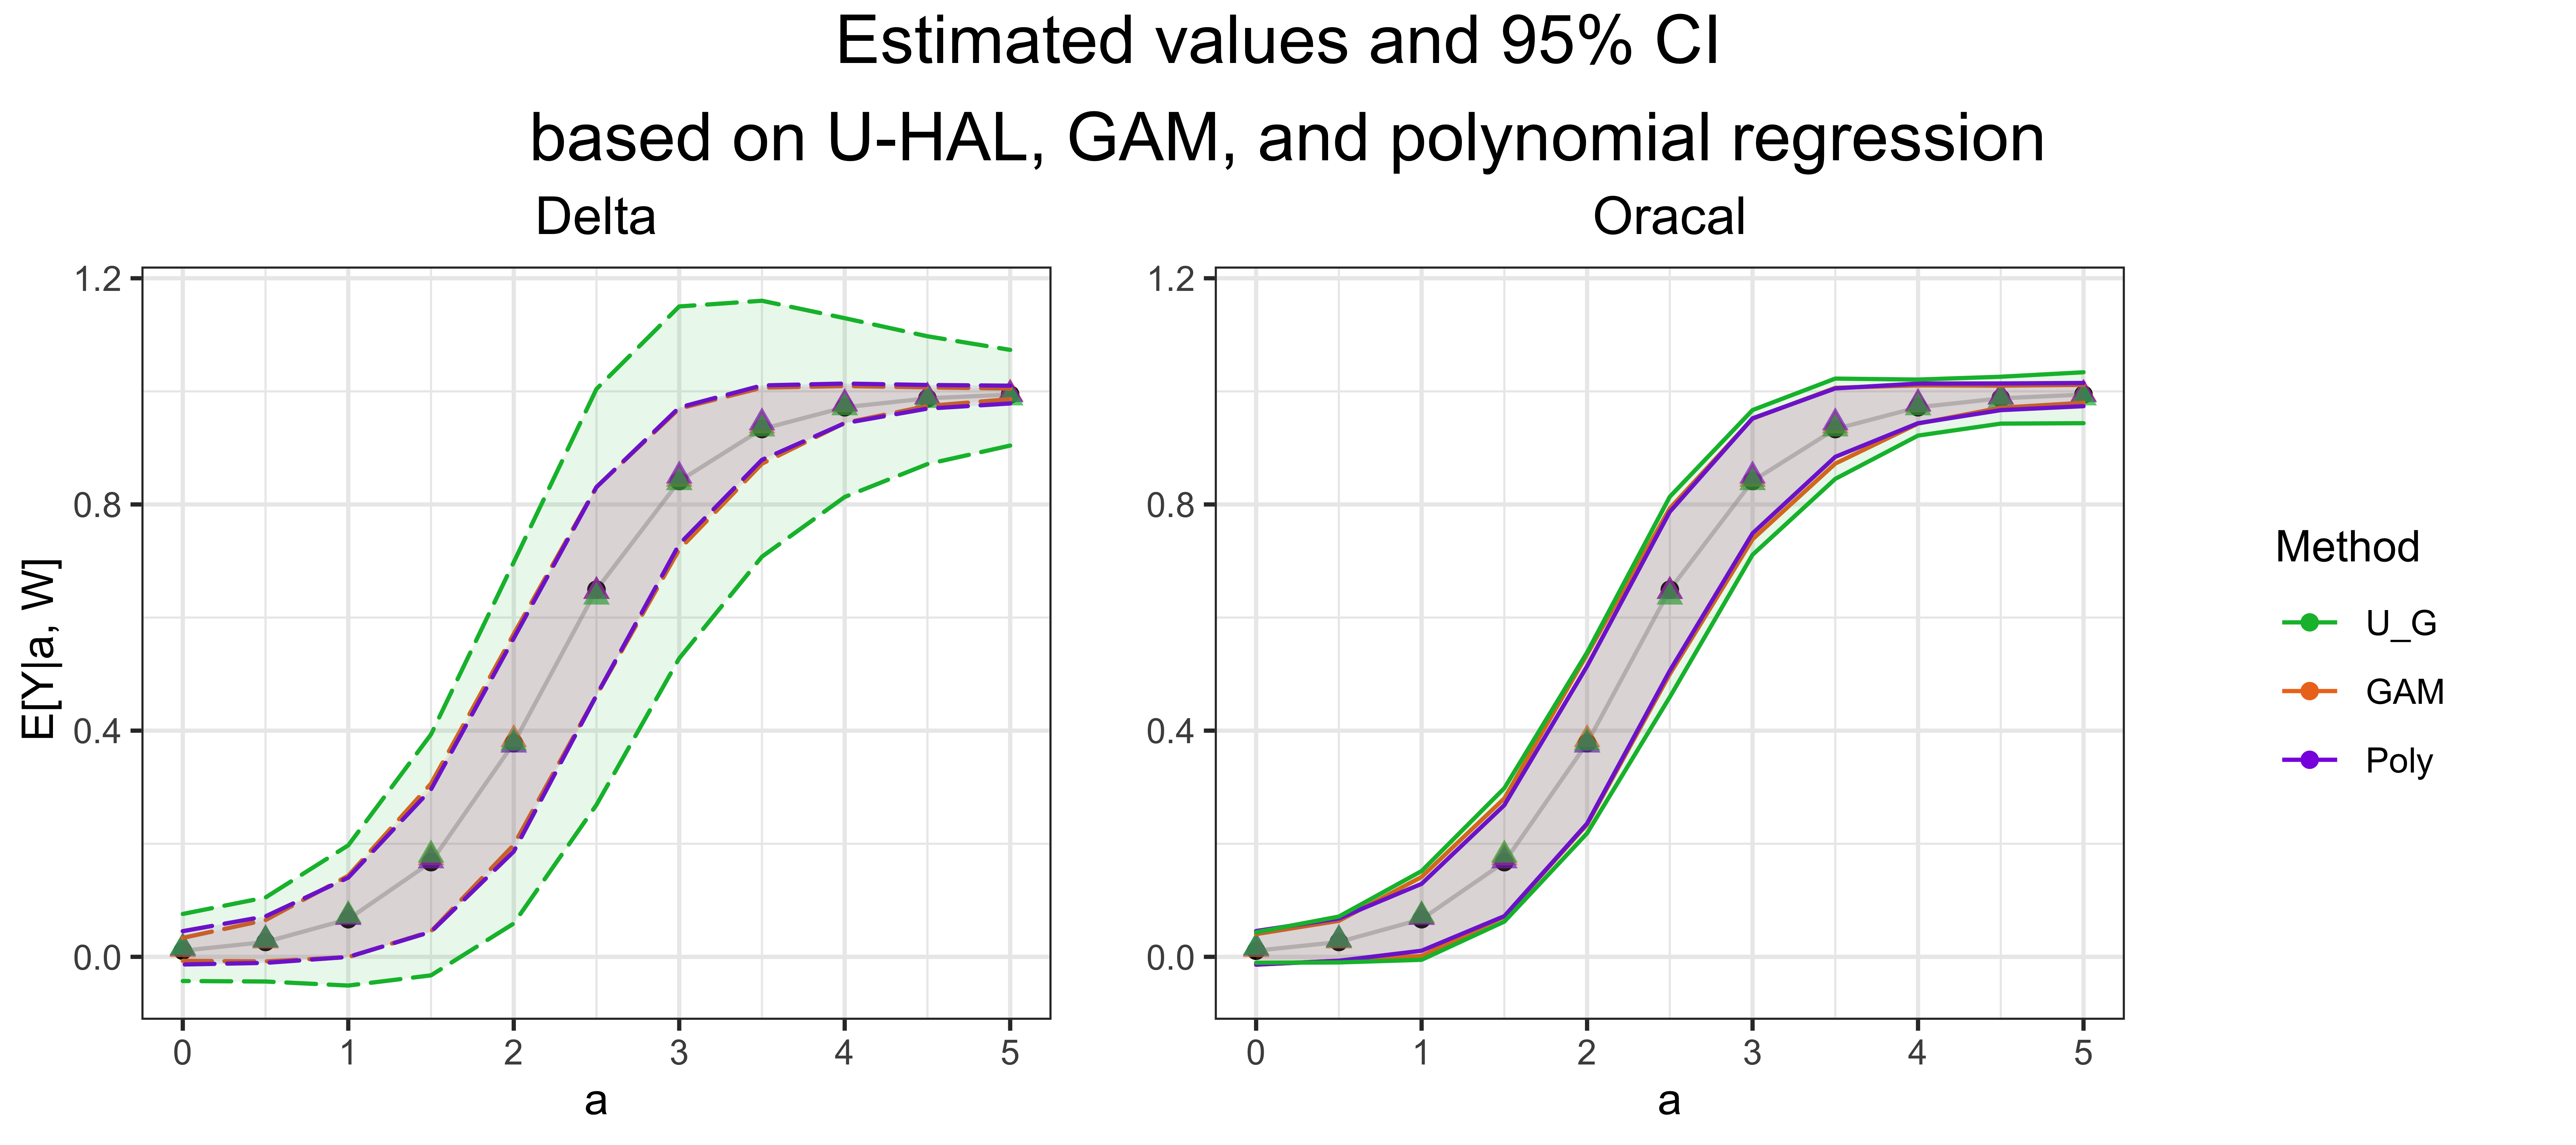 Estimated values and 95% CI
based on U-HAL, GAM, and polynomial regression
Delta
Oracal
E[Y|a, W]
1.2
0.8
0.4
0.0
0 1 2 3 4 5
a
1.2
0.8
0.4
0.0
0 1 2 3 4 5
a
Method
U_G
GAM
Poly